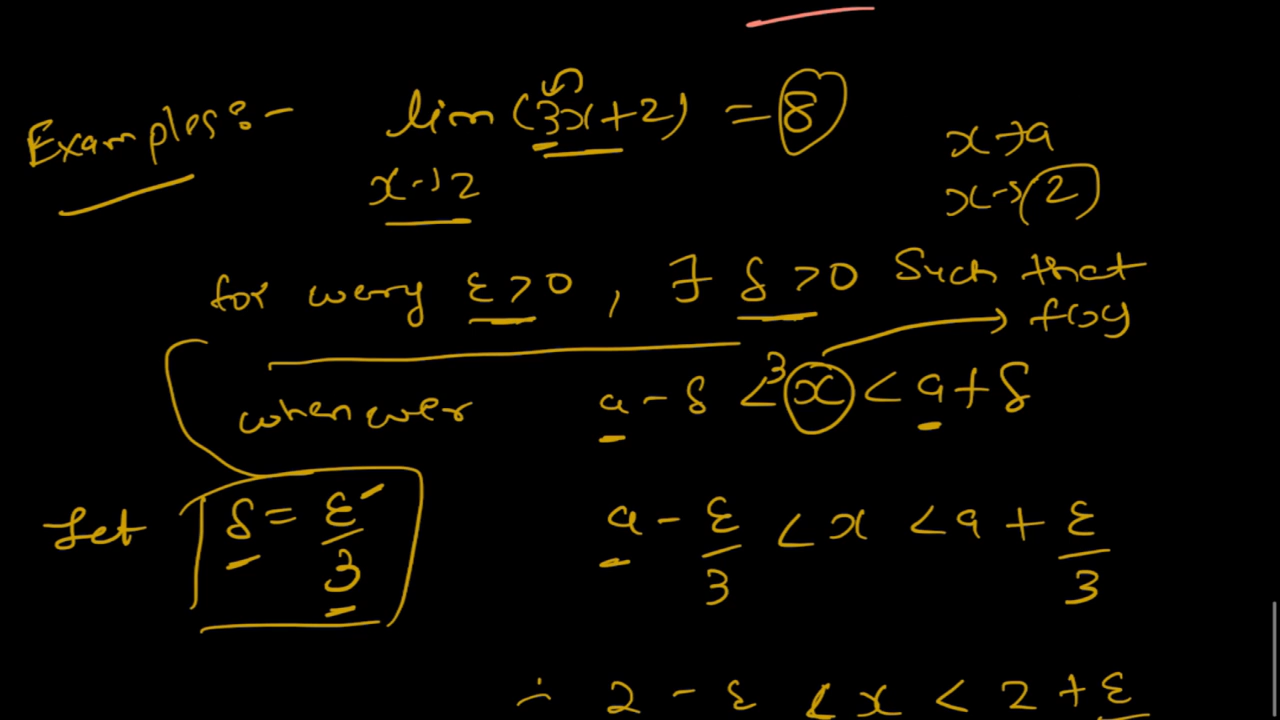 Examples:- lim (3x+2) = 8
x→2
x→a
x→2
for every ε>0, ∃ δ>0 such that
f(x)
whenever a-δ < 3x < a+δ
Let δ = ε/3 a - ε/3 < x < a + ε/3
∴ 2 - ε < x < 2 + ε